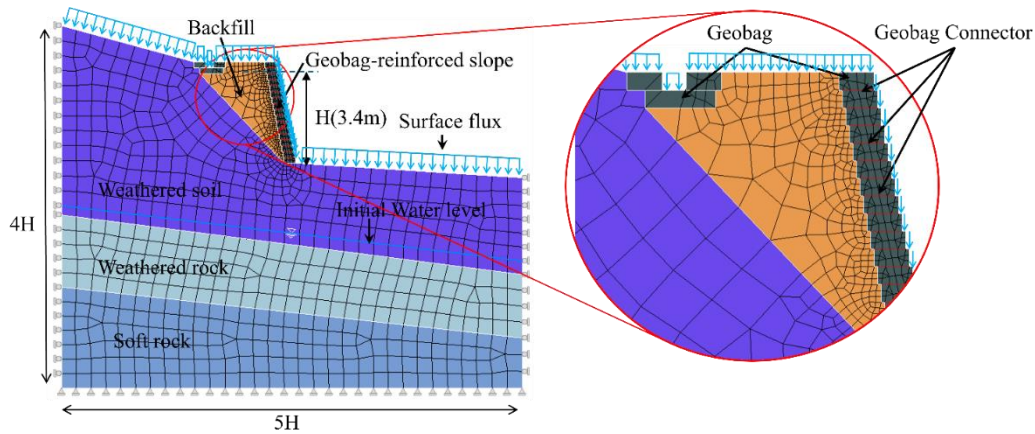 Backfill
Geobag-reinforced slope
H(3.4m)
Surface flux
Weathered soil
Initial Water level
4H
Weathered rock
Soft rock
5H
Geobag
Geobag Connector